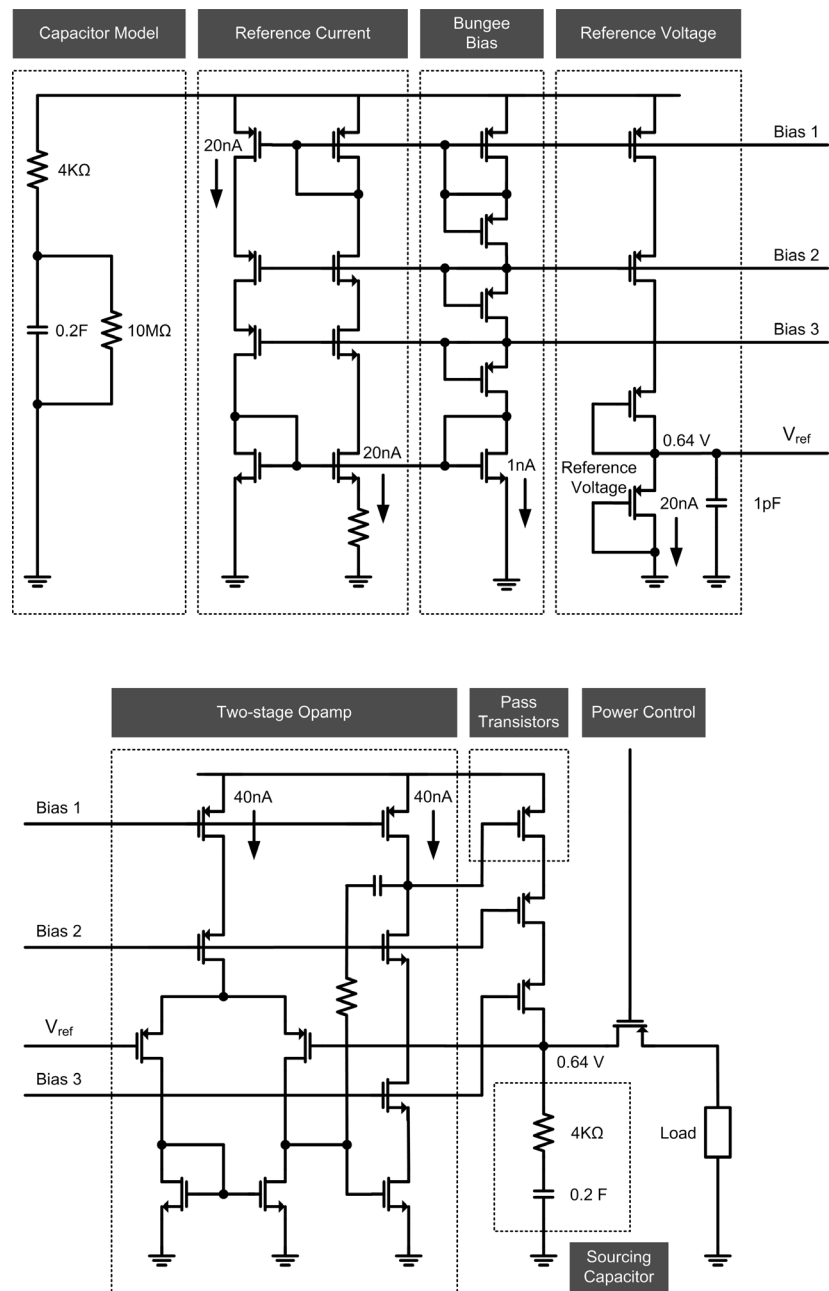 Capacitor Model
Reference Current
Bungee
Bias
Reference Voltage
Bias 1
20nA
4KΩ
Bias 2
0.2F
10MΩ
Bias 3
0.64 V
Vref
20nA
1nA
Reference
Voltage
20nA
1pF
Two-stage Opamp
Pass
Transistors
Power Control
Bias 1
40nA
40nA
Bias 2
Vref
0.64 V
Bias 3
4KΩ
Load
0.2 F
Sourcing
Capacitor